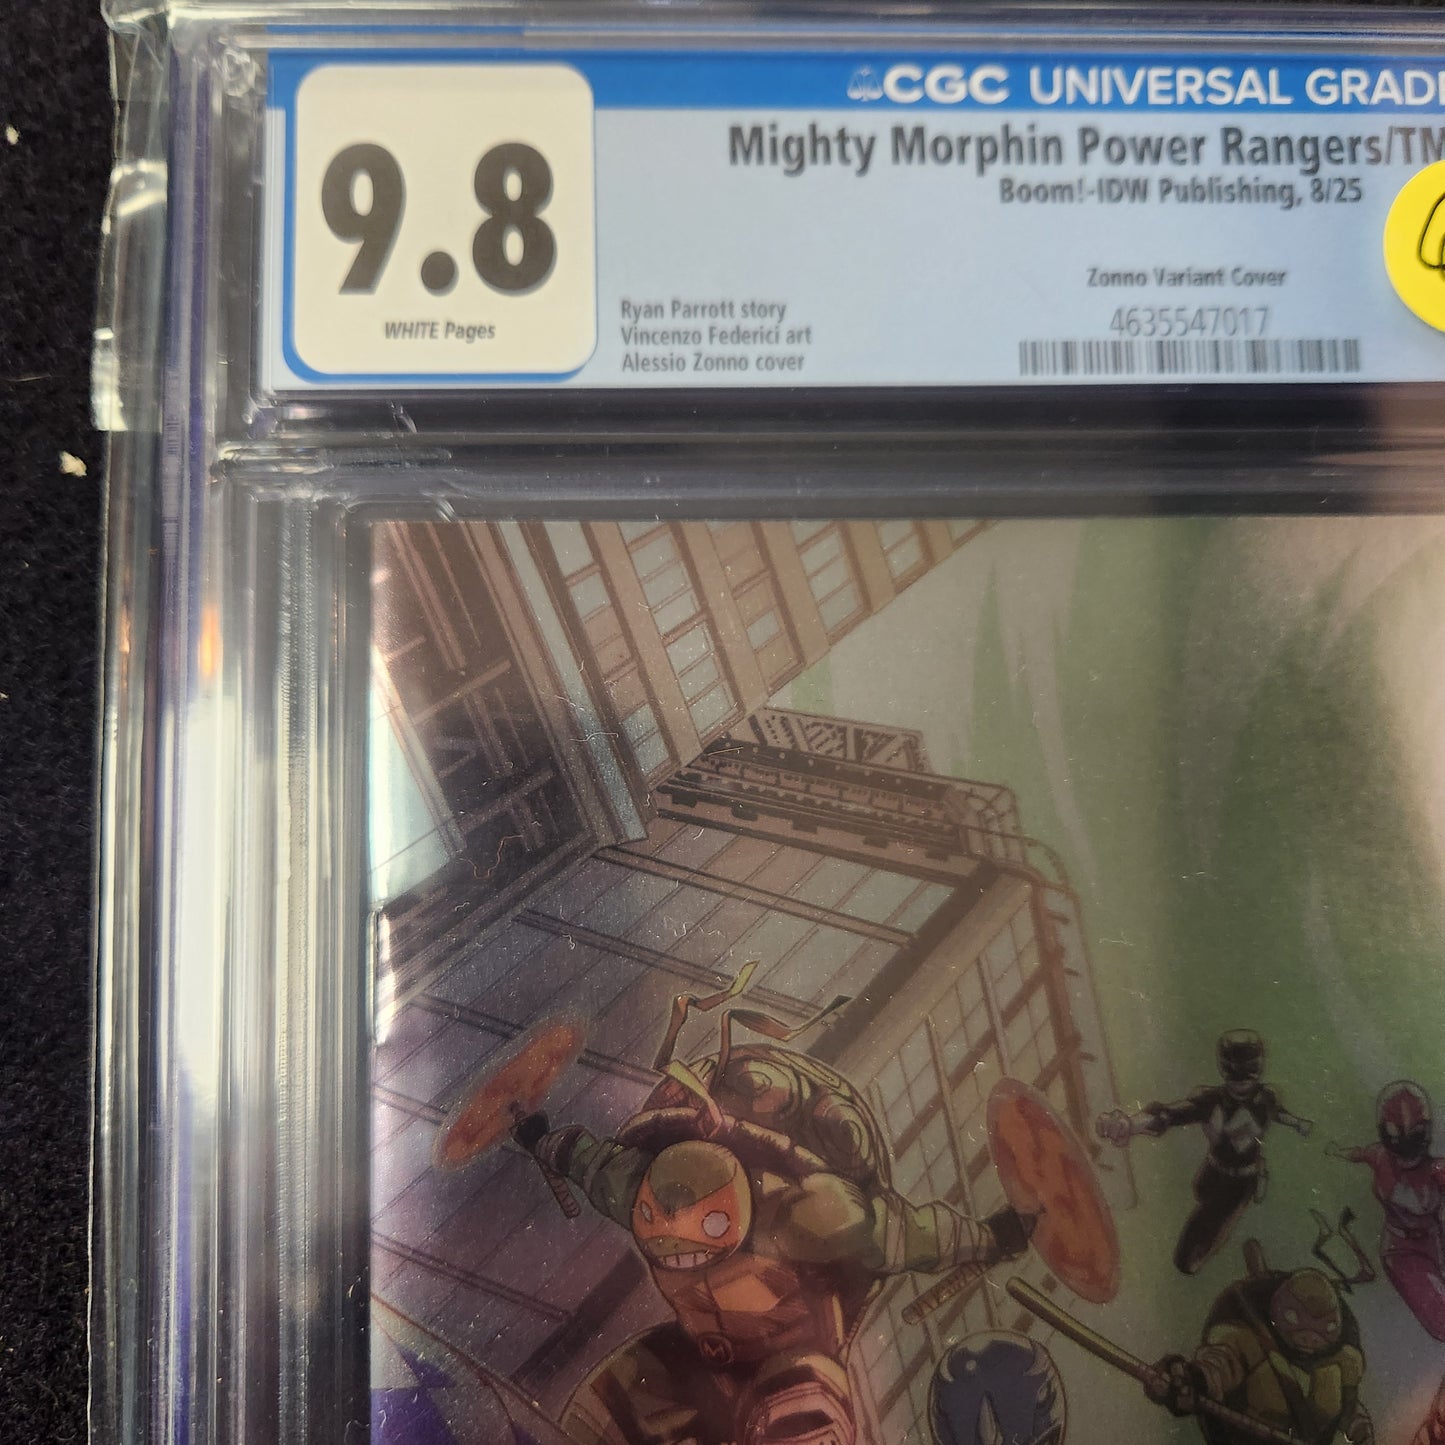 CGC UNIVERSAL GRADI
9.8
WHITE Pages
Mighty Morphin Power Rangers/TM
Boom!-IDW Publishing, 8/25
Zonno Variant Cover
4635547017
Ryan Parrott story
Vincenzo Federici art
Alessio Zonno cover
M